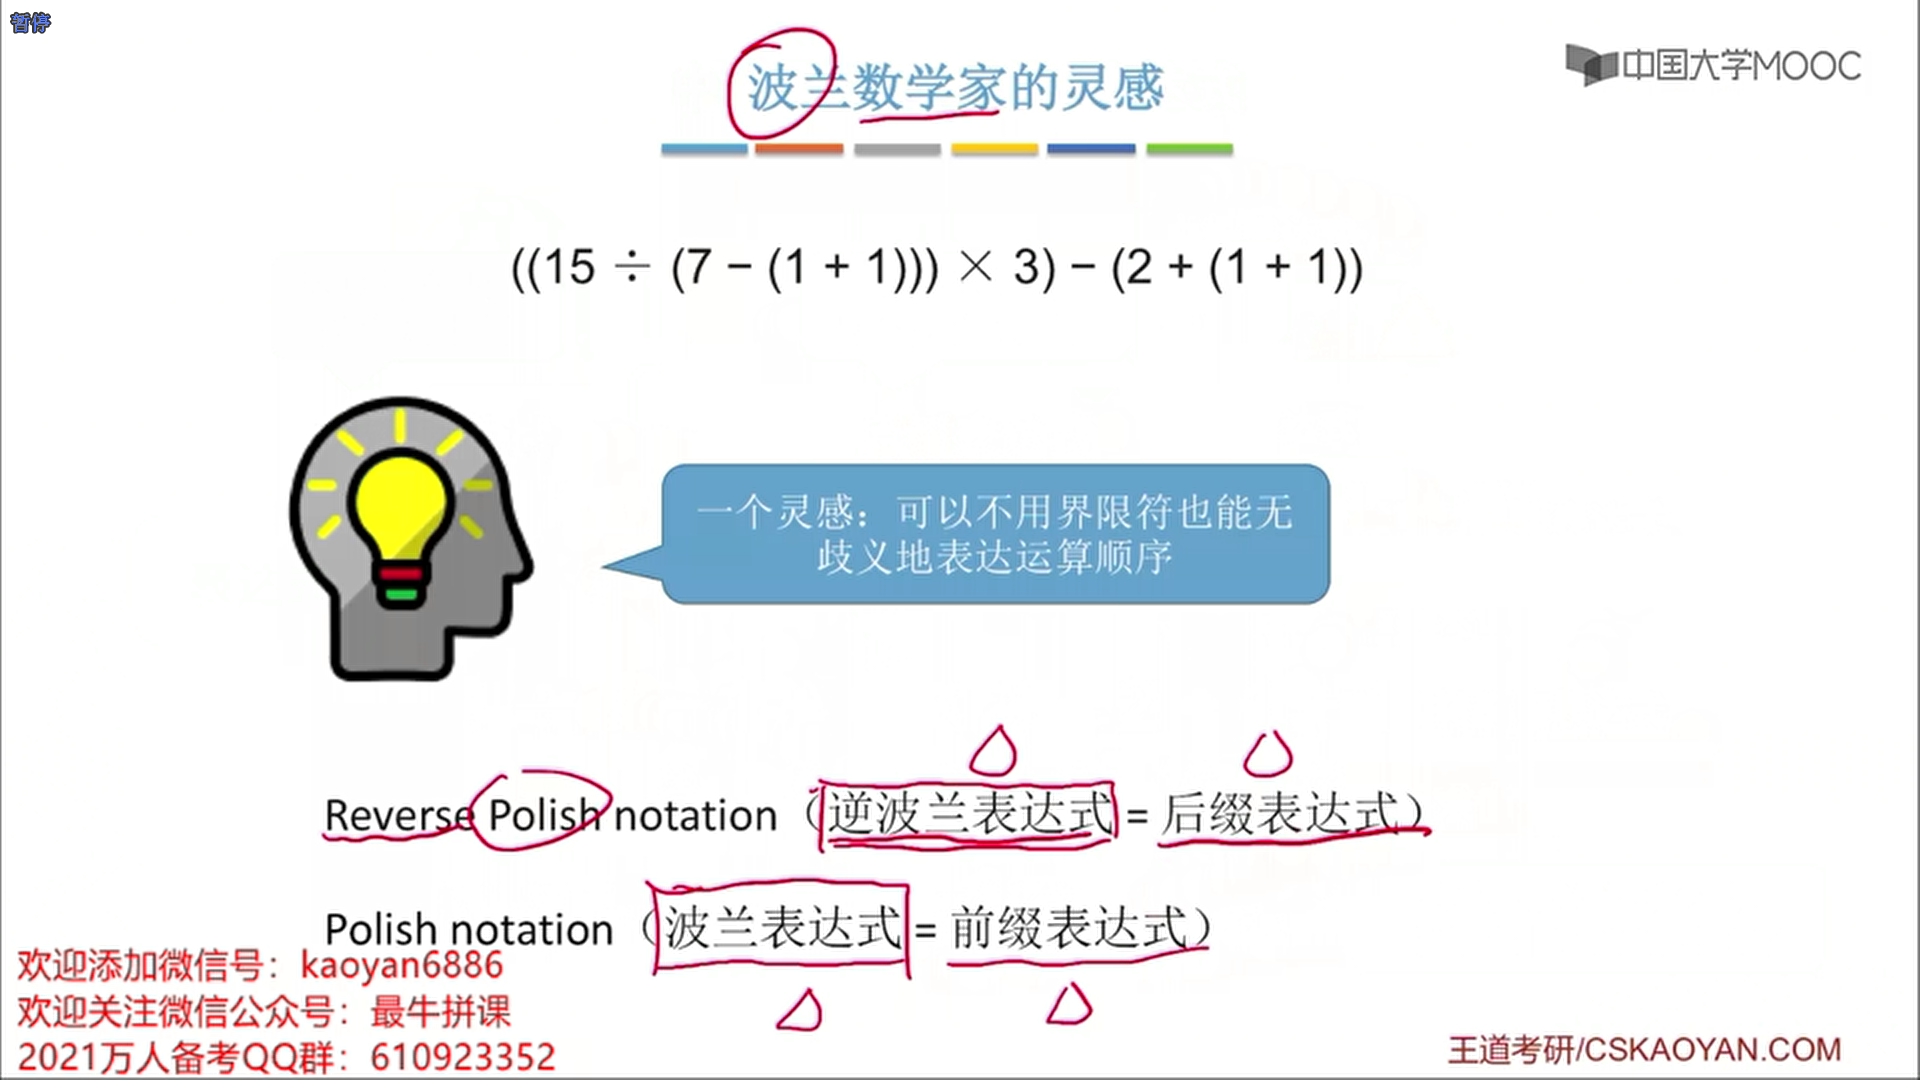 暂停
波兰数学家的灵感
中国大学MOOC
((15 ÷ (7 − (1 + 1))) × 3) − (2 + (1 + 1))
一个灵感：可以不用界限符也能无
歧义地表达运算顺序
Reverse Polish notation（逆波兰表达式 = 后缀表达式）
Polish notation（波兰表达式 = 前缀表达式）
欢迎添加微信号：kaoyan6886
欢迎关注微信公众号：最牛拼课
2021万人备考QQ群：610923352
王道考研/CSKAOYAN.COM